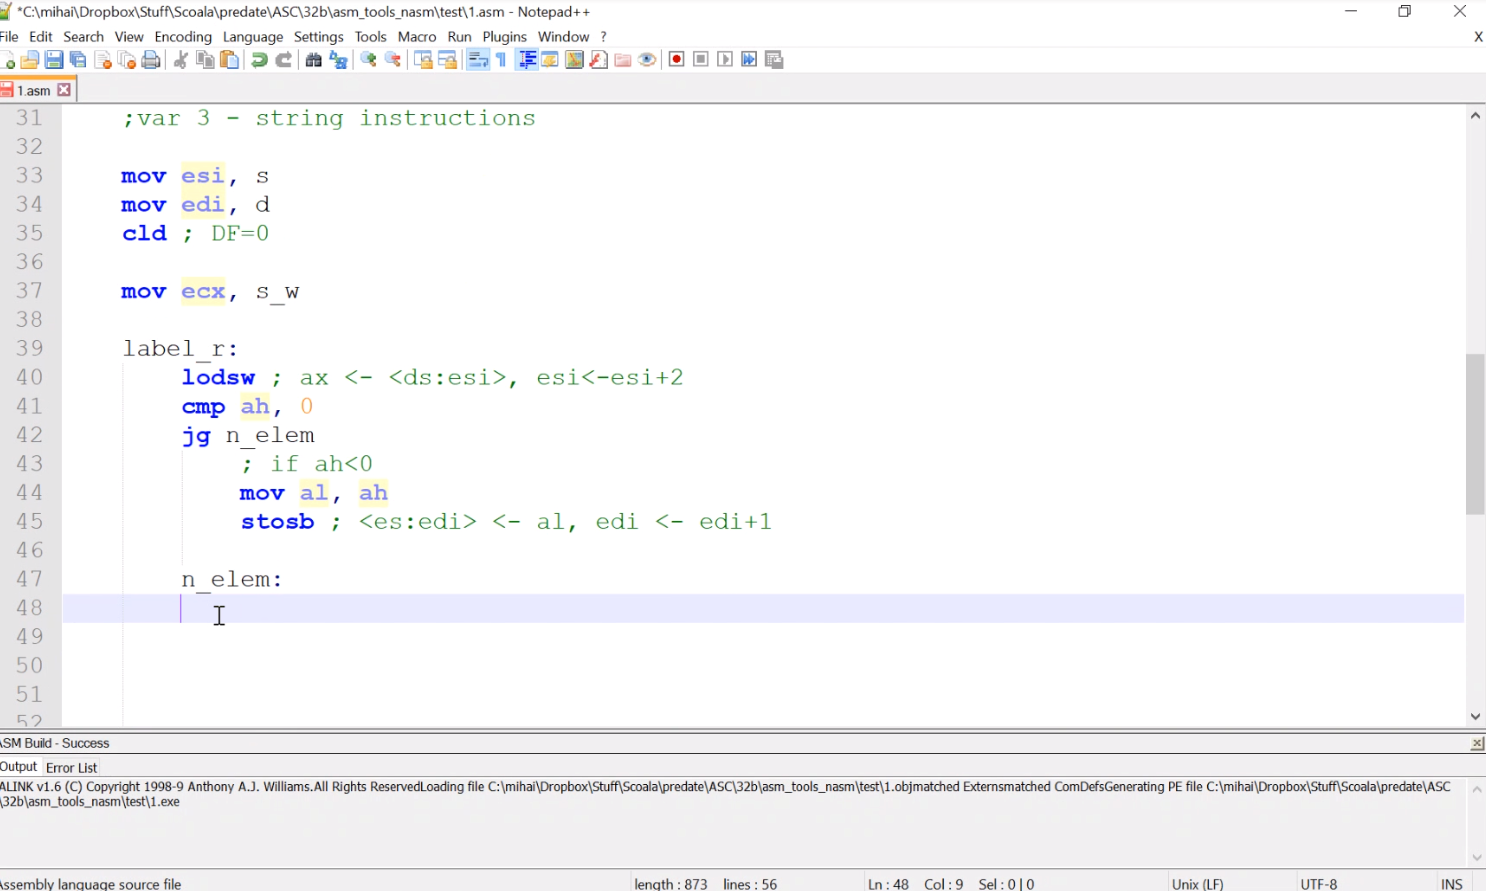 *C:\mihai\Dropbox\Stuff\Scoala\predate\ASC\32b\asm_tools_nasm\test\1.asm - Notepad++
File Edit Search View Encoding Language Settings Tools Macro Run Plugins Window ? X
1.asm
31 ;var 3 - string instructions
32
33 mov esi, s
34 mov edi, d
35 cld ; DF=0
36
37 mov ecx, s_w
38
39 label_r:
40 lodsw ; ax <- <ds:esi>, esi<-esi+2
41 cmp ah, 0
42 jg n_elem
43 ; if ah<0
44 mov al, ah
45 stosb ; <es:edi> <- al, edi <- edi+1
46
47 n_elem:
48
49
50
51
52
ASM Build - Success
Output Error List
ALINK v1.6 (C) Copyright 1998-9 Anthony A.J. Williams.All Rights ReservedLoading file C:\mihai\Dropbox\Stuff\Scoala\predate\ASC\32b\asm_tools_nasm\test\1.objmatched Externsmatched ComDefsGenerating PE file C:\mihai\Dropbox\Stuff\Scoala\predate\ASC
\32b\asm_tools_nasm\test\1.exe
Assembly language source file length : 873 lines : 56 Ln : 48 Col : 9 Sel : 0 | 0 Unix (LF) UTF-8 INS